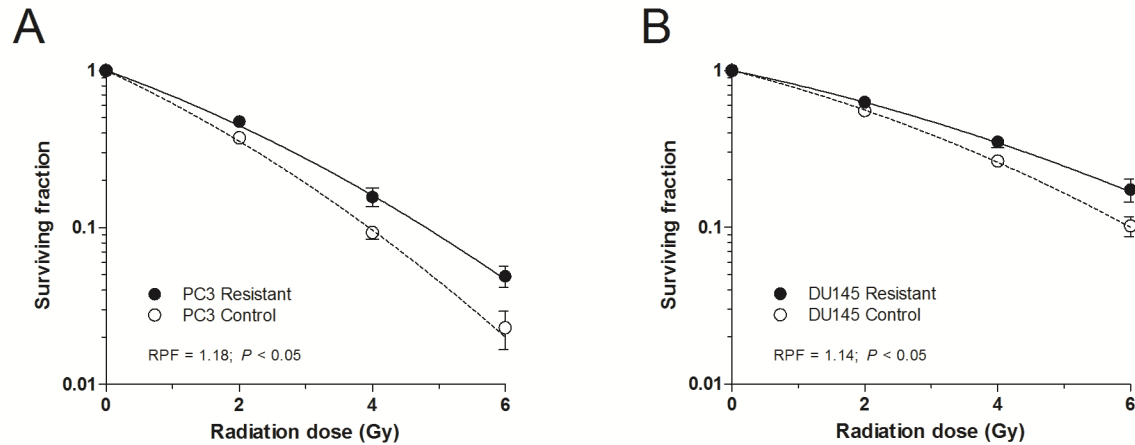 A
1
0.1
0.01
Surviving fraction
PC3 Resistant
PC3 Control
RPF = 1.18; P < 0.05
0 2 4 6
Radiation dose (Gy)
B
1
0.1
0.01
Surviving fraction
DU145 Resistant
DU145 Control
RPF = 1.14; P < 0.05
0 2 4 6
Radiation dose (Gy)